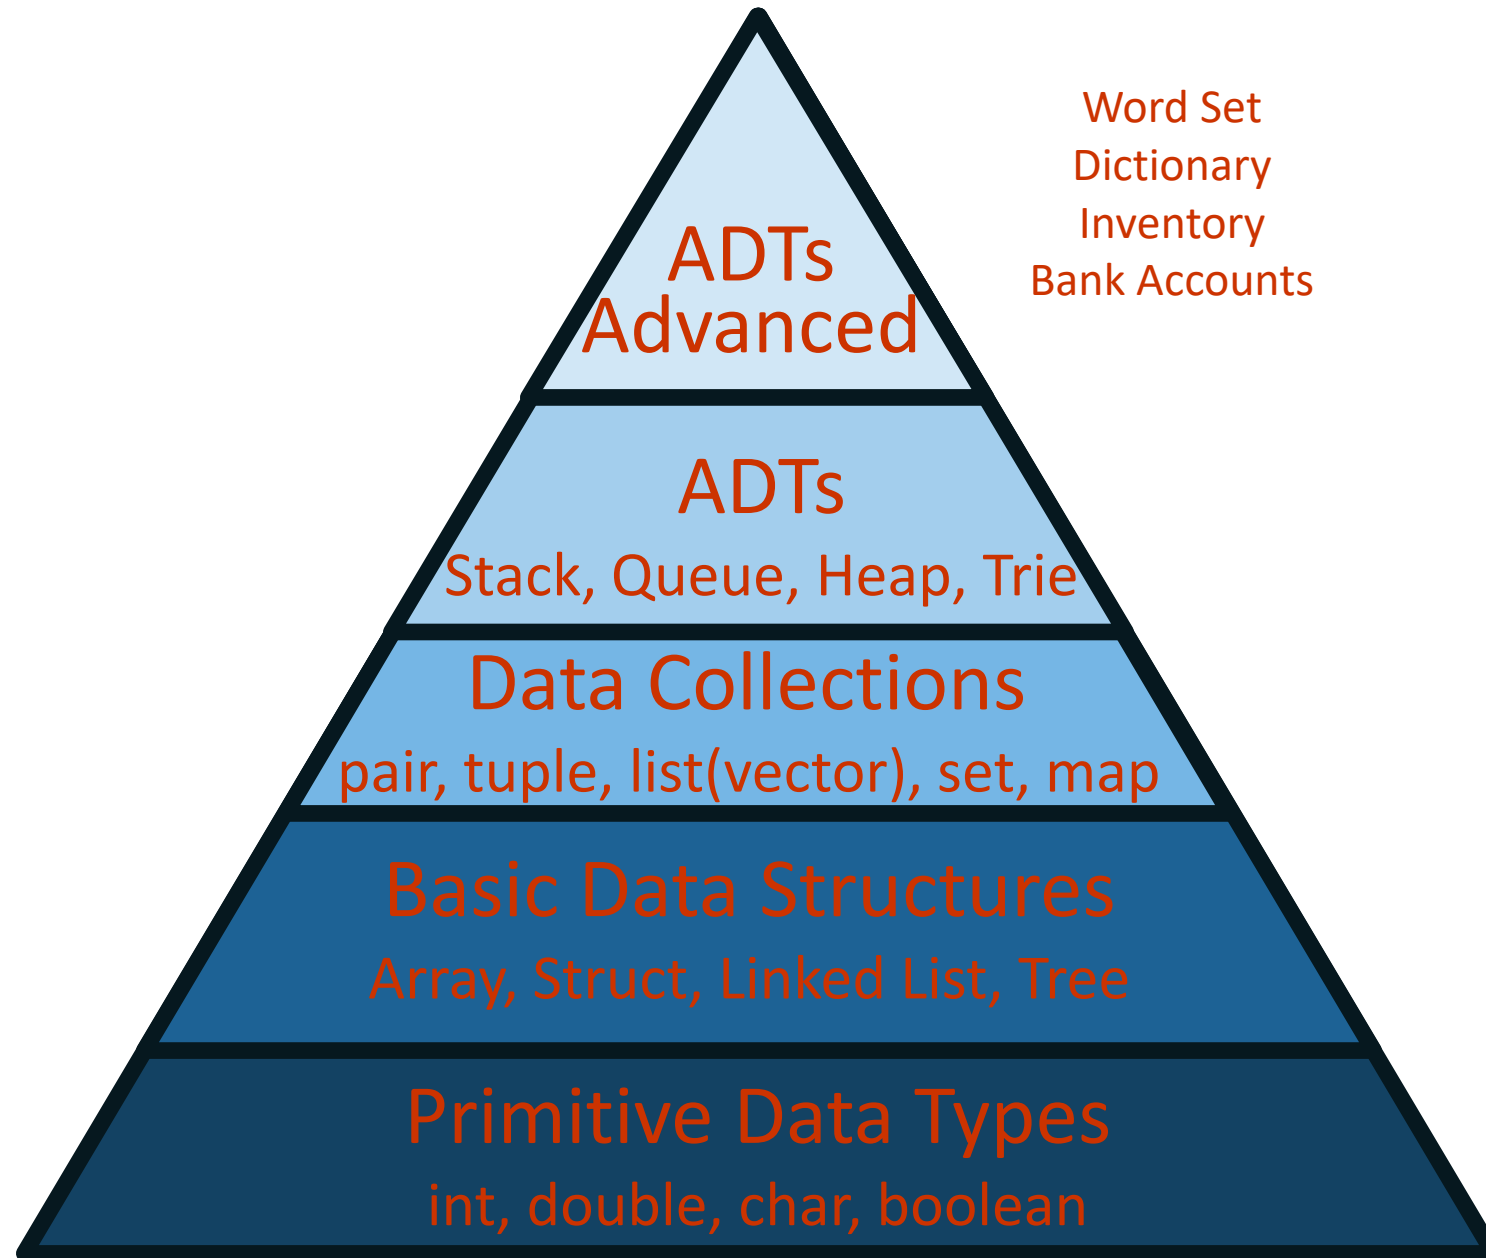 Word Set
Dictionary
Inventory
Bank Accounts
ADTs
Advanced
ADTs
Stack, Queue, Heap, Trie
Data Collections
pair, tuple, list(vector), set, map
Basic Data Structures
Array, Struct, Linked List, Tree
Primitive Data Types
int, double, char, boolean